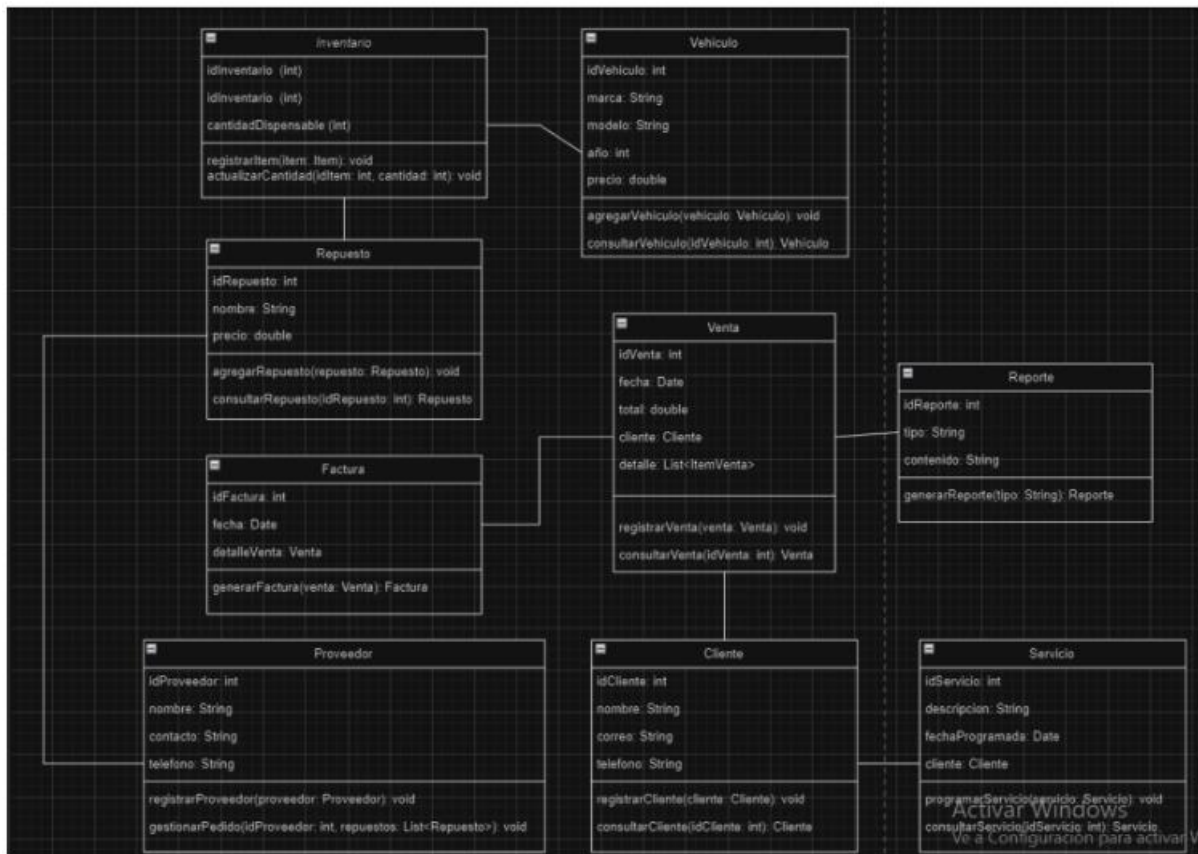 Inventario
idInventario (int)
idInventario (int)
cantidadDispensable (int)
registrarItem(item: Item): void
actualizarCantidad(idItem: int, cantidad: int): void
Vehiculo
idVehiculo: int
marca: String
modelo: String
año: int
precio: double
agregarVehiculo(vehiculo: Vehiculo): void
consultarVehiculo(idVehiculo: int): Vehiculo
Repuesto
idRepuesto: int
nombre: String
precio: double
agregarRepuesto(repuesto: Repuesto): void
consultarRepuesto(idRepuesto: int): Repuesto
Venta
idVenta: int
fecha: Date
total: double
cliente: Cliente
detalle: List<ItemVenta>
registrarVenta(venta: Venta): void
consultarVenta(idVenta: int): Venta
Reporte
idReporte: int
tipo: String
contenido: String
generarReporte(tipo: String): Reporte
Factura
idFactura: int
fecha: Date
detalleVenta: Venta
generarFactura(venta: Venta): Factura
Proveedor
idProveedor: int
nombre: String
contacto: String
telefono: String
registrarProveedor(proveedor: Proveedor): void
gestionarPedido(idProveedor: int, repuestos: List<Repuesto>): void
Cliente
idCliente: int
nombre: String
correo: String
telefono: String
registrarCliente(cliente: Cliente): void
consultarCliente(idCliente: int): Cliente
Servicio
idServicio: int
descripcion: String
fechaProgramada: Date
cliente: Cliente
programarServicio(servicio: Servicio): void
consultarServicio(idServicio: int): Servicio
Activar Windows
Ve a Configuración para activar W